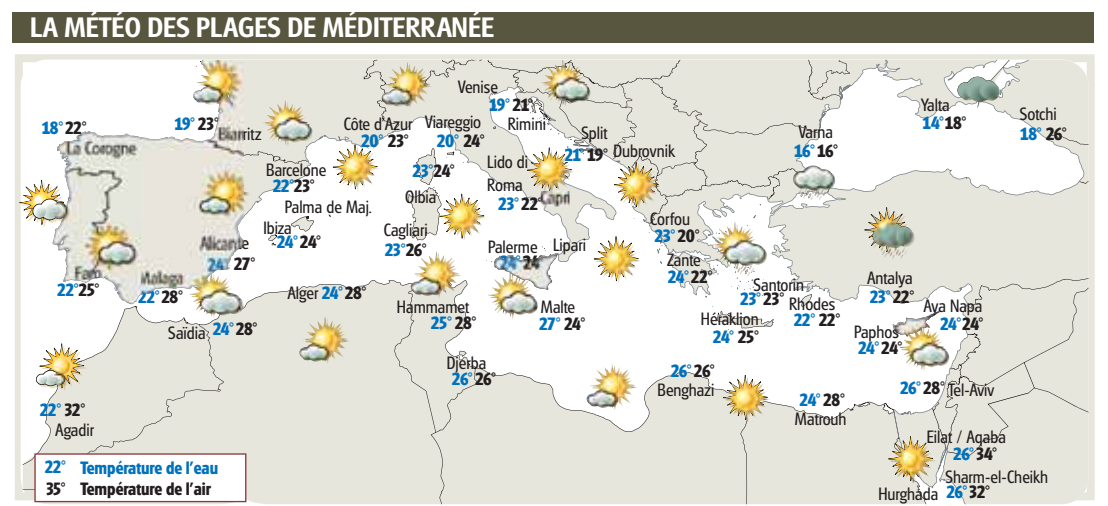 LA MÉTÉO DES PLAGES DE MÉDITERRANÉE
Venise
19° 21°
Rimini
Yalta
14° 18°
Sotchi
18° 26°
18° 22°
La Corogne
19° 23°
Biarritz
Côte d'Azur
20° 23°
Viareggio
20° 24°
Split
21° 19°
Dubrovnik
Varna
16° 16°
Barcelone
22° 23°
23° 24°
Olbia
Lido di
Roma
23° 22°
Capri
Palma de Maj.
Ibiza
24° 24°
Cagliari
23° 26°
Corfou
23° 20°
Alicante
24° 27°
Palerme
24° 24°
Lipari
Zante
24° 22°
Faro
22° 25°
Malaga
22° 28°
Alger 24° 28°
Hammamet
25° 28°
Malte
27° 24°
Santorin
23° 23°
Rhodes
22° 22°
Antalya
23° 22°
Aya Napa
24° 24°
Héraklion
24° 25°
Paphos
24° 24°
Saïdia
24° 28°
Djerba
26° 26°
26° 26°
Benghazi
24° 28°
Matrouh
26° 28°
Tel-Aviv
22° 32°
Agadir
Eilat / Aqaba
26° 34°
Sharm-el-Cheikh
Hurghada 26° 32°
22° Température de l'eau
35° Température de l'air